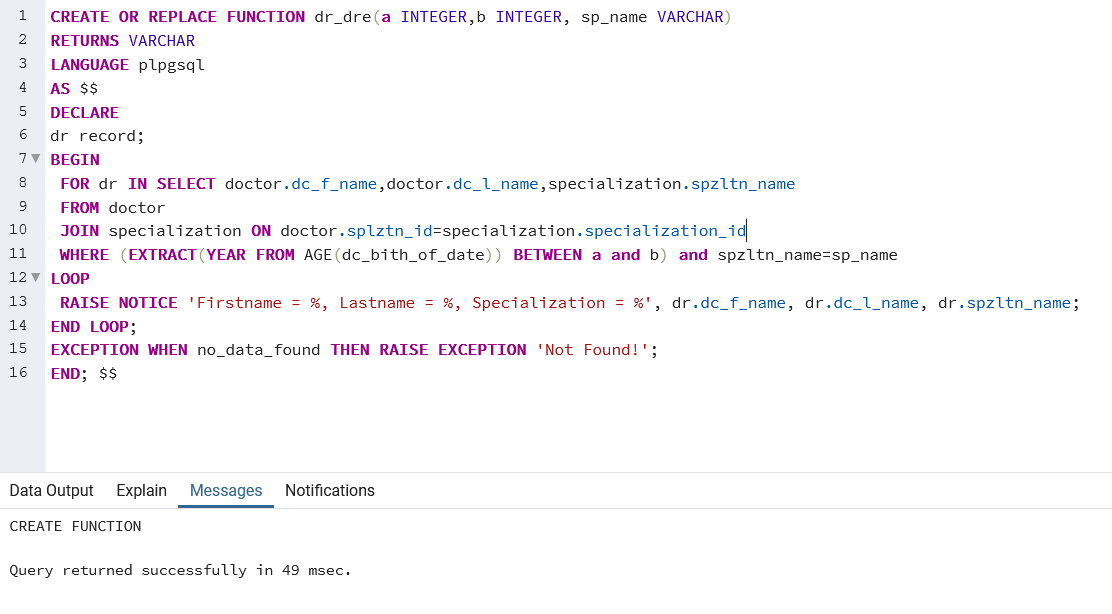 1 CREATE OR REPLACE FUNCTION dr_dre(a INTEGER,b INTEGER, sp_name VARCHAR)
2 RETURNS VARCHAR
3 LANGUAGE plpgsql
4 AS $$
5 DECLARE
6 dr record;
7 BEGIN
8 FOR dr IN SELECT doctor.dc_f_name,doctor.dc_l_name,specialization.spzltn_name
9 FROM doctor
10 JOIN specialization ON doctor.splztn_id=specialization.specialization_id
11 WHERE (EXTRACT(YEAR FROM AGE(dc_bith_of_date)) BETWEEN a and b) and spzltn_name=sp_name
12 LOOP
13 RAISE NOTICE 'Firstname = %, Lastname = %, Specialization = %', dr.dc_f_name, dr.dc_l_name, dr.spzltn_name;
14 END LOOP;
15 EXCEPTION WHEN no_data_found THEN RAISE EXCEPTION 'Not Found!';
16 END; $$
Data Output Explain Messages Notifications
CREATE FUNCTION
Query returned successfully in 49 msec.